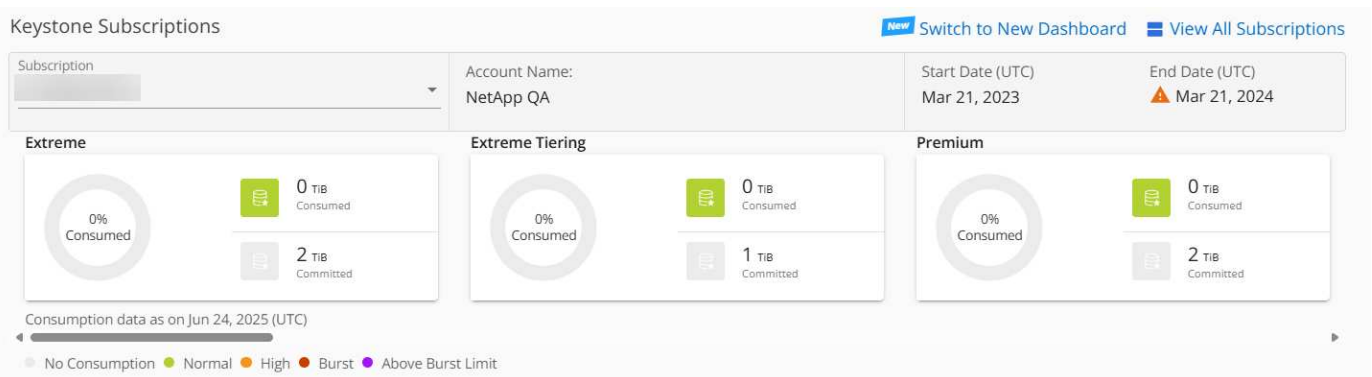 Keystone Subscriptions
New Switch to New Dashboard View All Subscriptions
Subscription
Account Name:
NetApp QA
Start Date (UTC)
Mar 21, 2023
End Date (UTC)
Mar 21, 2024
Extreme
0%
Consumed
0 TiB
Consumed
2 TiB
Committed
Extreme Tiering
0%
Consumed
0 TiB
Consumed
1 TiB
Committed
Premium
0%
Consumed
0 TiB
Consumed
2 TiB
Committed
Consumption data as on Jun 24, 2025 (UTC)
No Consumption Normal High Burst Above Burst Limit